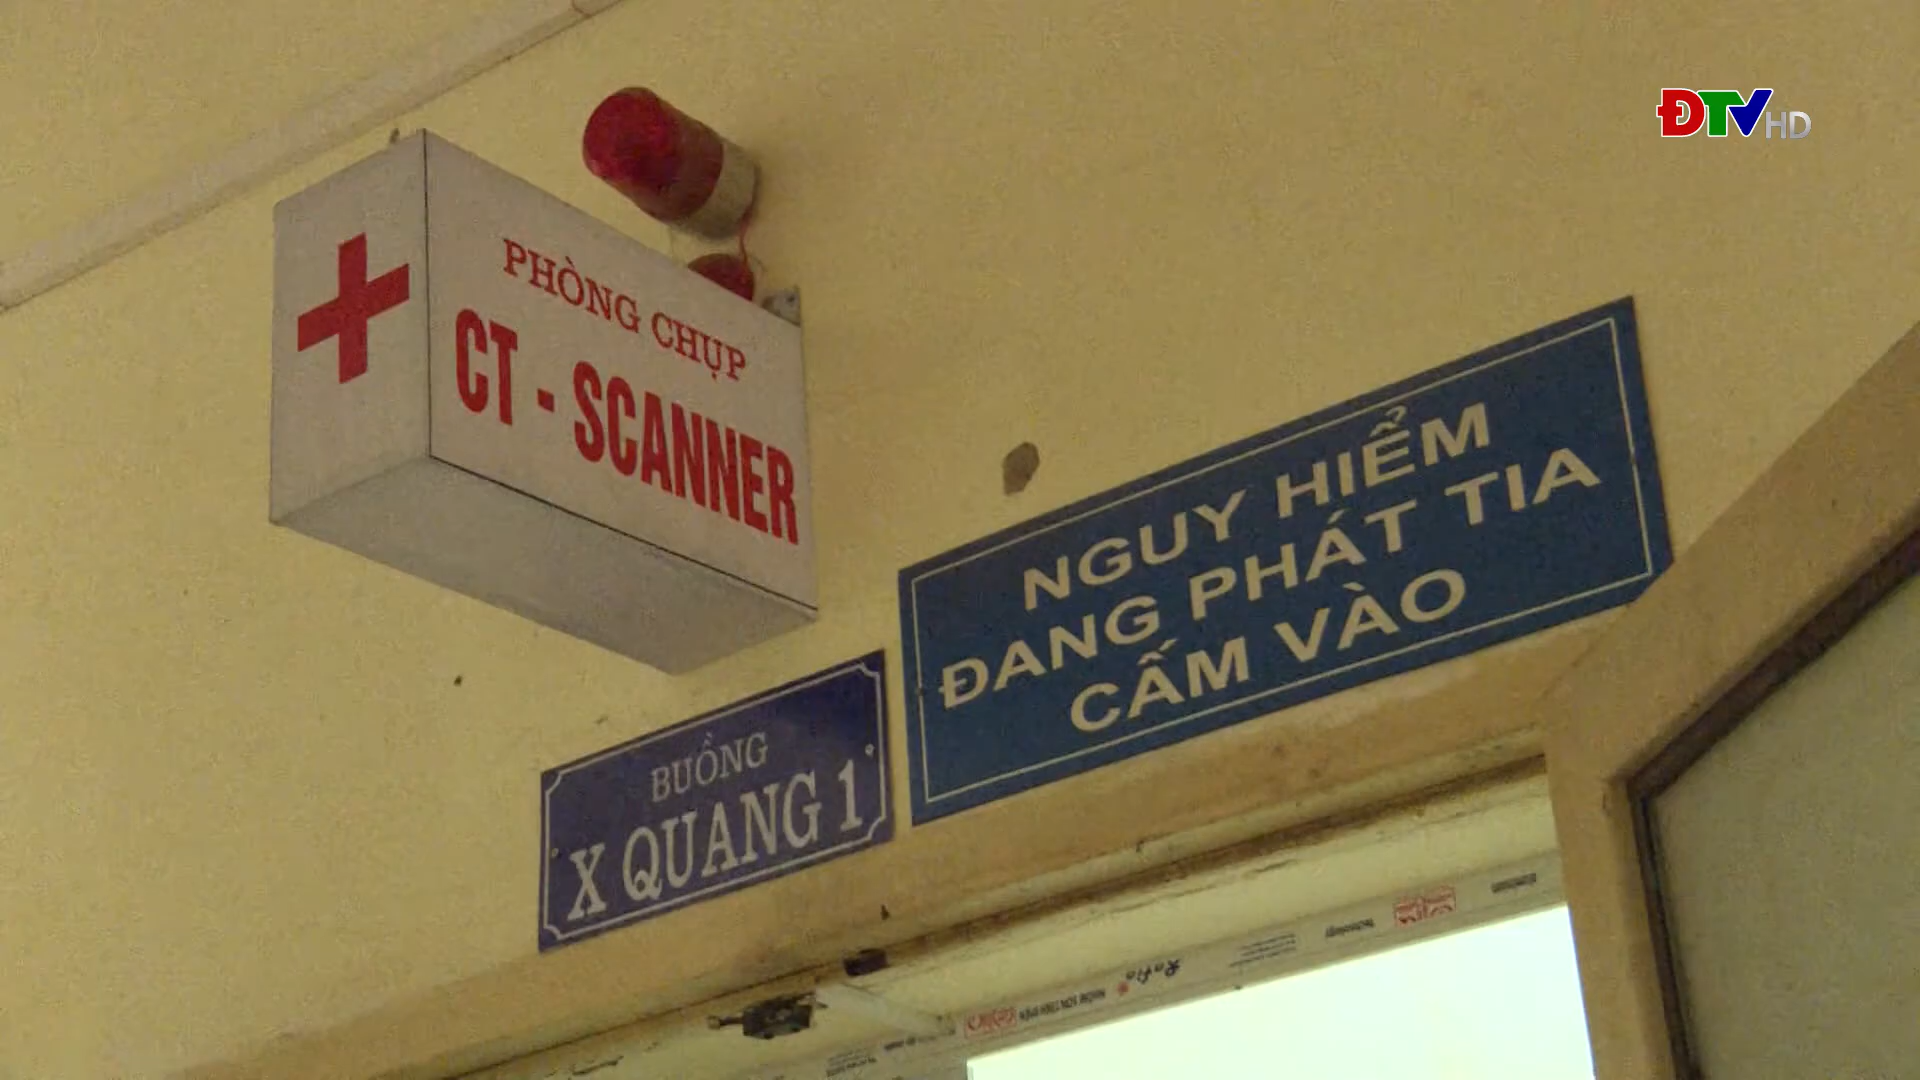 ĐTV HD
PHÒNG CHỤP
CT - SCANNER
NGUY HIỂM
ĐANG PHÁT TIA
CẤM VÀO
BUỒNG
X QUANG 1